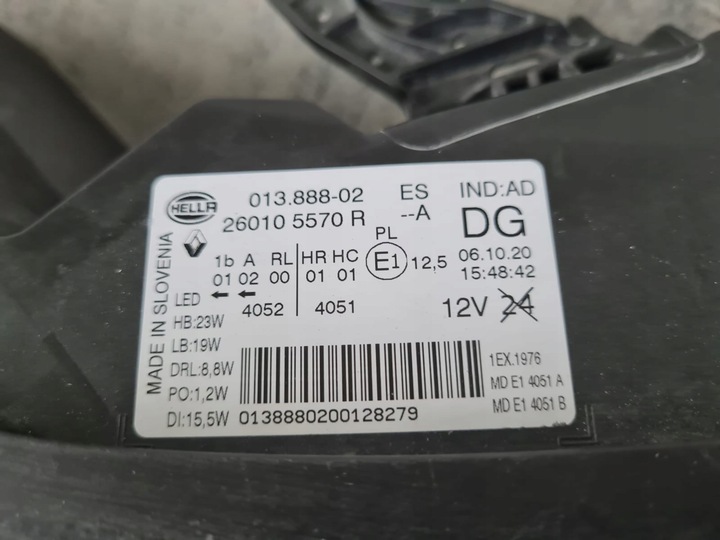 HELLA
013.888-02 ES IND:AD
26010 5570 R --A DG
MADE IN SLOVENIA
1b A RL HR HC PL
01 02 00 01 01 E1 12,5
06.10.20
15:48:42
LED ← ←
4052 4051
12V 24
HB:23W
LB:19W
DRL:8,8W
PO:1,2W
DI:15,5W
1EX.1976
MD E1 4051 A
MD E1 4051 B
0138880200128279